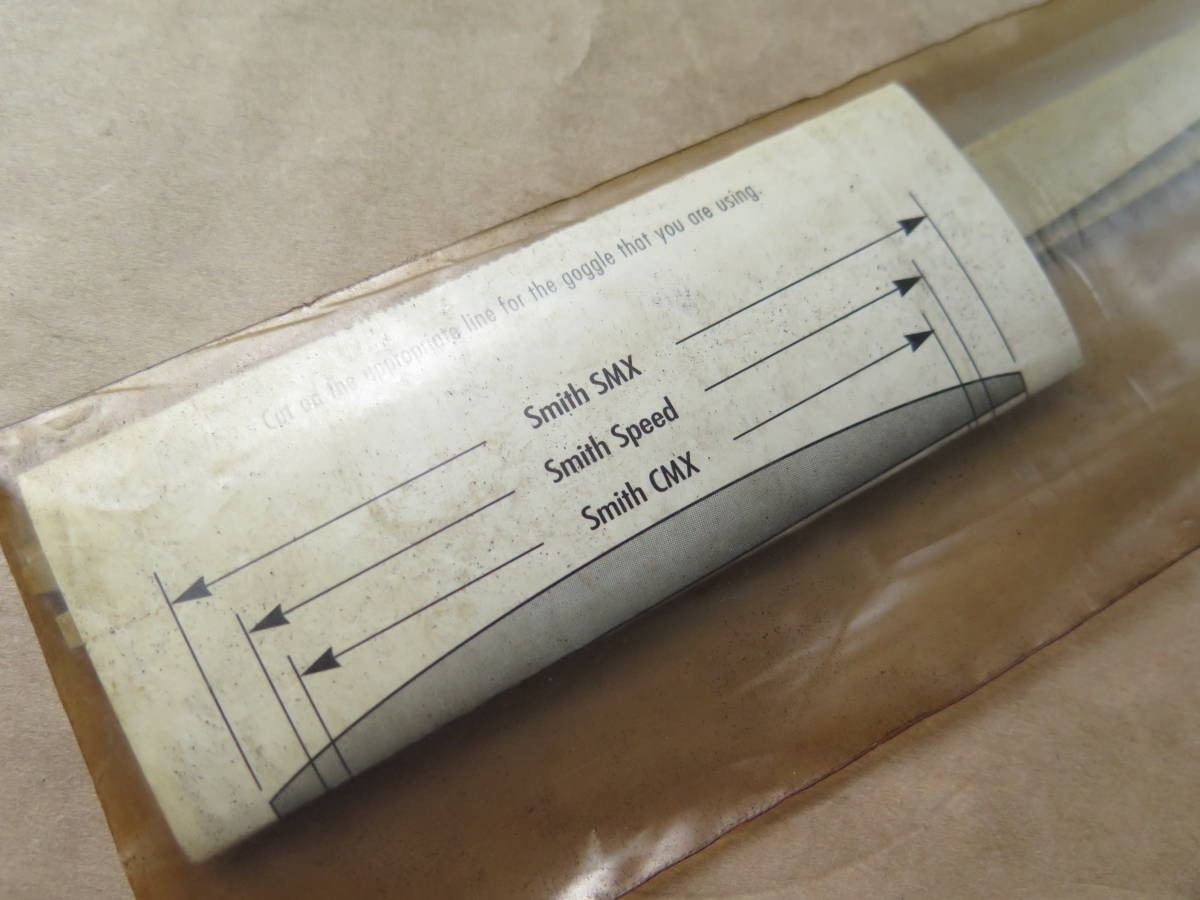 Cut on the appropriate line for the goggle that you are using.
Smith SMX
Smith Speed
Smith CMX